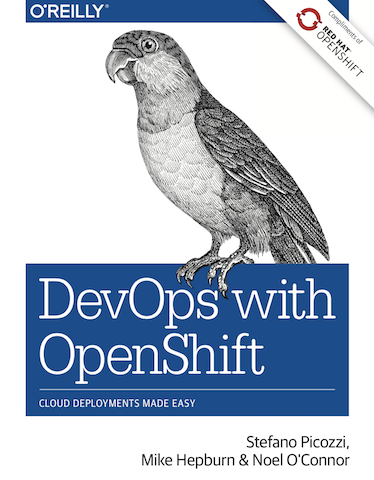 O'REILLY®
Compliments of
RED HAT®
OPENSHIFT
DevOps with
OpenShift
CLOUD DEPLOYMENTS MADE EASY
Stefano Picozzi,
Mike Hepburn & Noel O'Connor